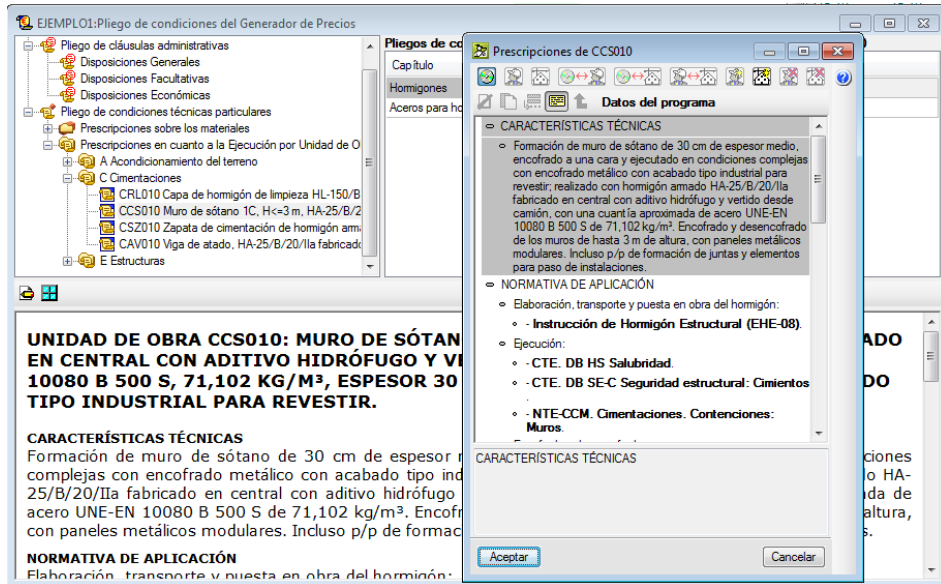 EJEMPLO1:Pliego de condiciones del Generador de Precios
Pliego de cláusulas administrativas
Disposiciones Generales
Disposiciones Facultativas
Disposiciones Económicas
Pliego de condiciones técnicas particulares
Prescripciones sobre los materiales
Prescripciones en cuanto a la Ejecución por Unidad de O
A Acondicionamiento del terreno
C Cimentaciones
CRL010 Capa de hormigón de limpieza HL-150/B
CCS010 Muro de sótano 1C, H<=3 m, HA-25/B/2
CSZ010 Zapata de cimentación de hormigón arm
CAV010 Viga de atado, HA-25/B/20/IIa fabricado
E Estructuras
Pliegos de co
Capítulo
Hormigones
Aceros para ho
Prescripciones de CCS010
Datos del programa
CARACTERÍSTICAS TÉCNICAS
Formación de muro de sótano de 30 cm de espesor medio,
encofrado a una cara y ejecutado en condiciones complejas
con encofrado metálico con acabado tipo industrial para
revestir; realizado con hormigón armado HA-25/B/20/IIa
fabricado en central con aditivo hidrófugo y vertido desde
camión, con una cuantía aproximada de acero UNE-EN
10080 B 500 S de 71,102 kg/m³. Encofrado y desencofrado
de los muros de hasta 3 m de altura, con paneles metálicos
modulares. Incluso p/p de formación de juntas y elementos
para paso de instalaciones.
NORMATIVA DE APLICACIÓN
Elaboración, transporte y puesta en obra del hormigón:
- Instrucción de Hormigón Estructural (EHE-08).
Ejecución:
- CTE. DB HS Salubridad.
- CTE. DB SE-C Seguridad estructural: Cimientos
.
- NTE-CCM. Cimentaciones. Contenciones:
Muros.
CARACTERÍSTICAS TÉCNICAS
Aceptar
Cancelar
UNIDAD DE OBRA CCS010: MURO DE SÓTAN ADO
EN CENTRAL CON ADITIVO HIDRÓFUGO Y VE
10080 B 500 S, 71,102 KG/M³, ESPESOR 30 DO
TIPO INDUSTRIAL PARA REVESTIR.
CARACTERÍSTICAS TÉCNICAS
Formación de muro de sótano de 30 cm de espesor ciones
complejas con encofrado metálico con acabado tipo ind o HA-
25/B/20/IIa fabricado en central con aditivo hidrófugo da de
acero UNE-EN 10080 B 500 S de 71,102 kg/m³. Encofr altura,
con paneles metálicos modulares. Incluso p/p de formac s.
NORMATIVA DE APLICACIÓN
Elaboración, transporte y puesta en obra del hormigón: